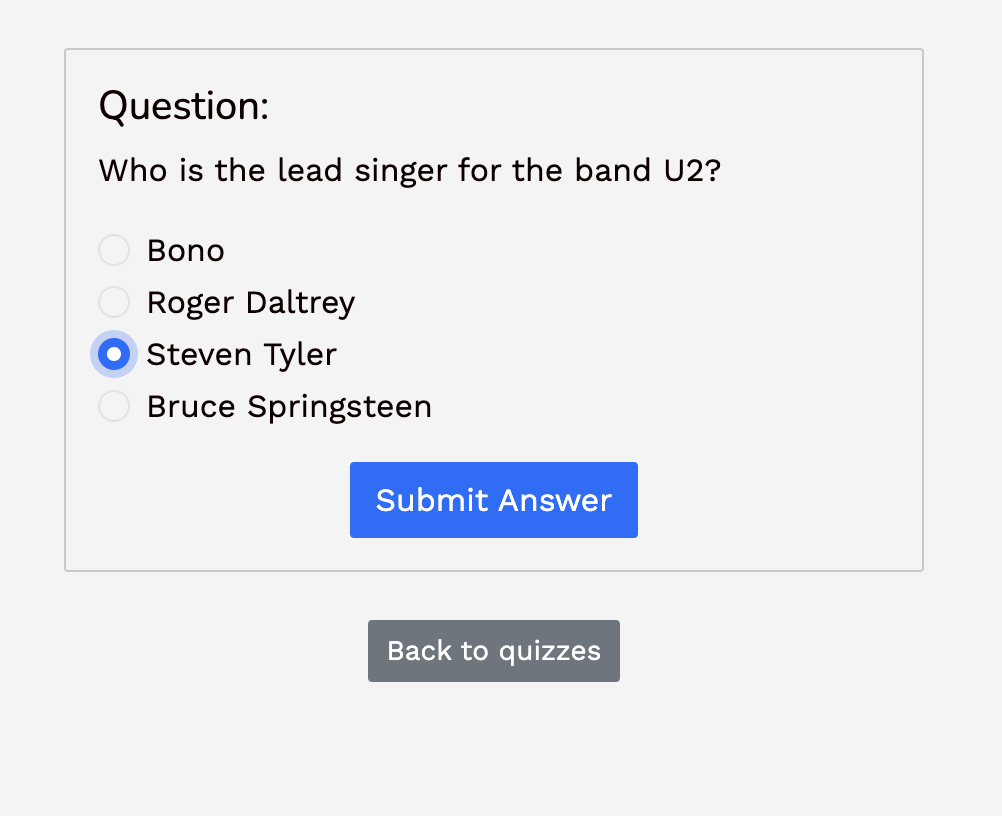 Question:
Who is the lead singer for the band U2?
Bono
Roger Daltrey
Steven Tyler
Bruce Springsteen
Submit Answer
Back to quizzes